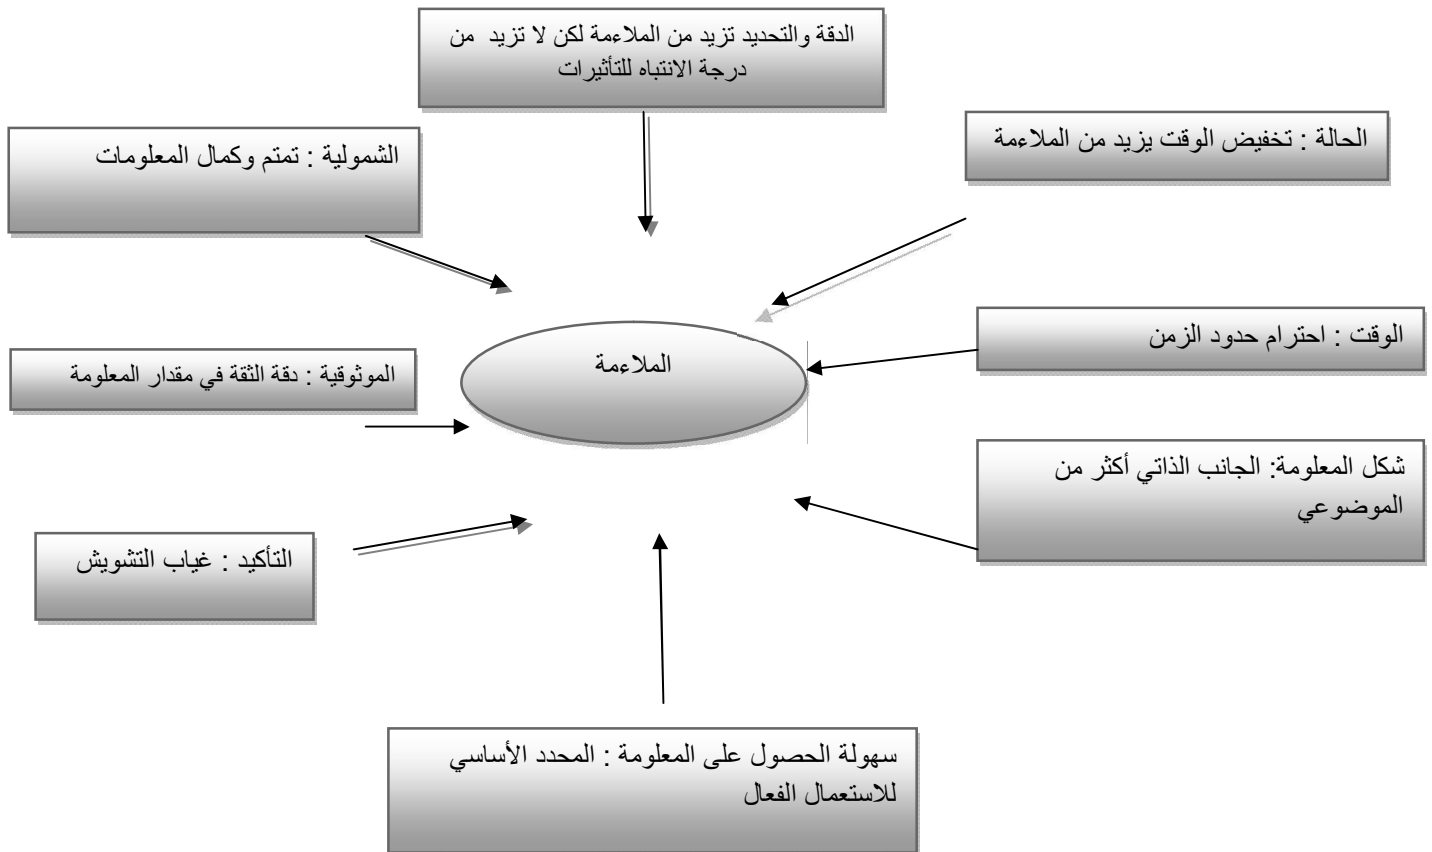 الدقة والتحديد تزيد من الملاءمة لكن لا تزيد من
درجة الانتباه للتأثيرات
الحالة : تخفيض الوقت يزيد من الملاءمة
الشمولية : تمتم وكمال المعلومات
الوقت : احترام حدود الزمن
الملاءمة
الموثوقية : دقة الثقة في مقدار المعلومة
شكل المعلومة: الجانب الذاتي أكثر من
الموضوعي
التأكيد : غياب التشويش
سهولة الحصول على المعلومة : المحدد الأساسي
للاستعمال الفعال